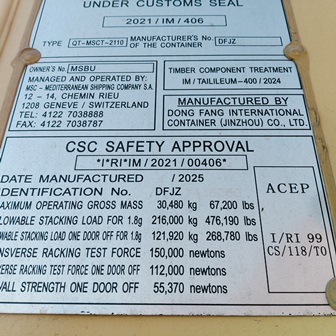 UNDER CUSTOMS SEAL
2021 / IM / 406
TYPE QT-MSCT-2110 MANUFACTURER'S No. OF THE CONTAINER DFJZ
OWNER'S No. MSBU
MANAGED AND OPERATED BY:
MSC - MEDITERRANEAN SHIPPING COMPANY S.A.
12 - 14, CHEMIN RIEU
1208 GENEVE / SWITZERLAND
TEL: 4122 7038888
FAX: 4122 7038787
TIMBER COMPONENT TREATMENT
IM / TAILILEUM-400 / 2024
MANUFACTURED BY
DONG FANG INTERNATIONAL
CONTAINER (JINZHOU) CO., LTD.
CSC SAFETY APPROVAL
*I*RI*IM / 2021 / 00406*
DATE MANUFACTURED / 2025
IDENTIFICATION No. DFJZ
MAXIMUM OPERATING GROSS MASS 30,480 kg 67,200 lbs
LOWABLE STACKING LOAD FOR 1.8g 216,000 kg 476,190 lbs
WABLE STACKING LOAD ONE DOOR OFF FOR 1.8g 121,920 kg 268,780 lbs
NSVERSE RACKING TEST FORCE 150,000 newtons
VERSE RACKING TEST FORCE ONE DOOR OFF 112,000 newtons
WALL STRENGTH ONE DOOR OFF 55,370 newtons
ACEP
I/RI 99
CS/118/TO